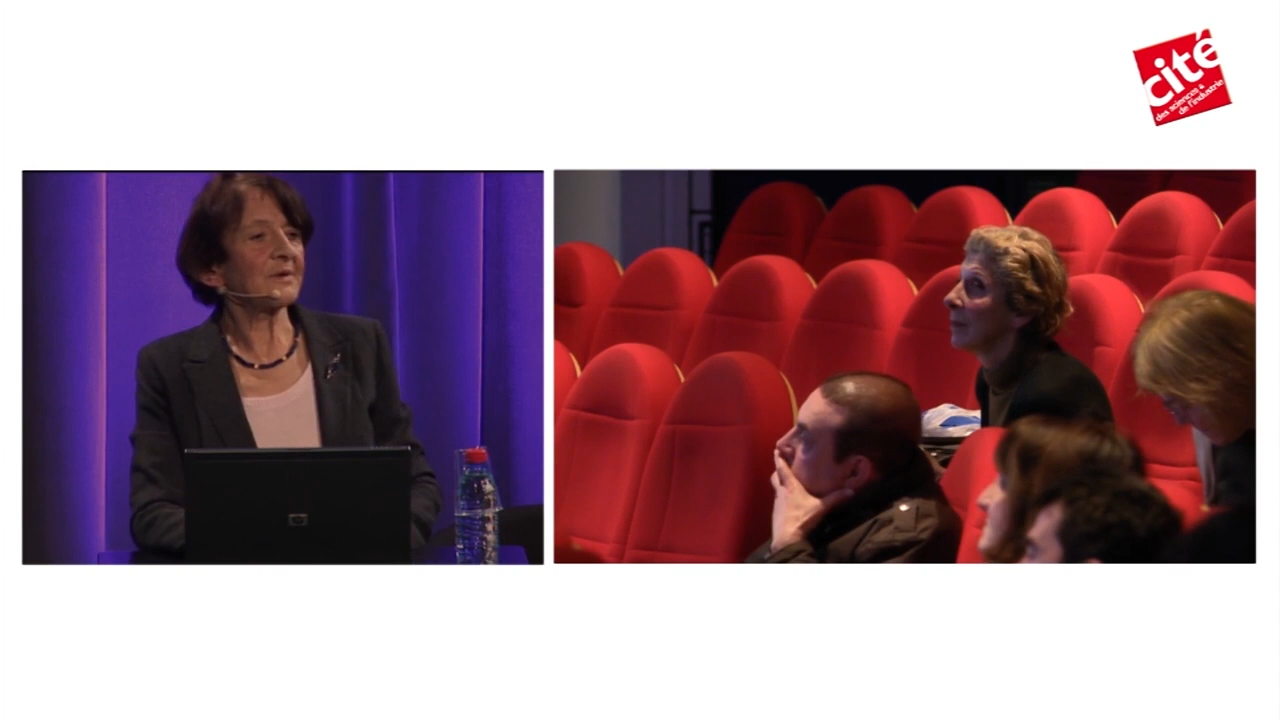 cité
des sciences &
de l'industrie